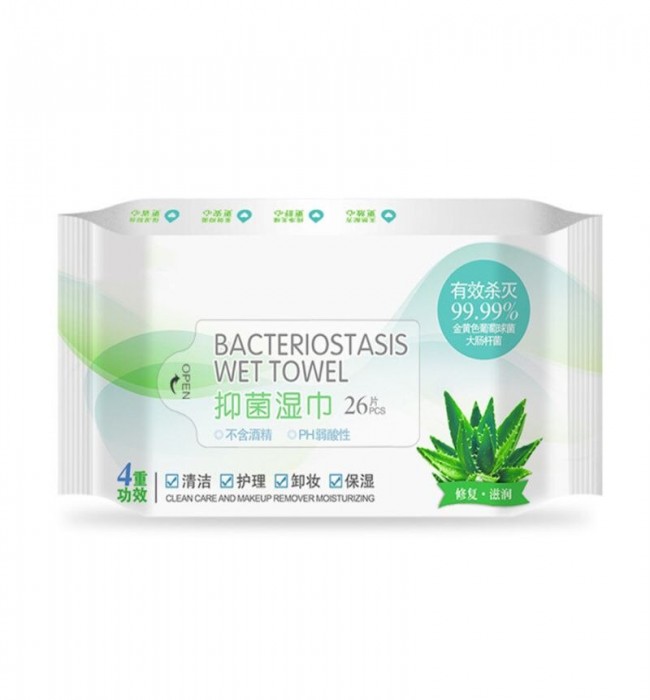 有效杀灭
99.99%
金黄色葡萄球菌
大肠杆菌
BACTERIOSTASIS
WET TOWEL
OPEN
抑菌湿巾 26片
PCS
不含酒精 PH弱酸性
4重
功效
清洁 护理 卸妆 保湿
CLEAN CARE AND MAKEUP REMOVER MOISTURIZING
修复·滋润